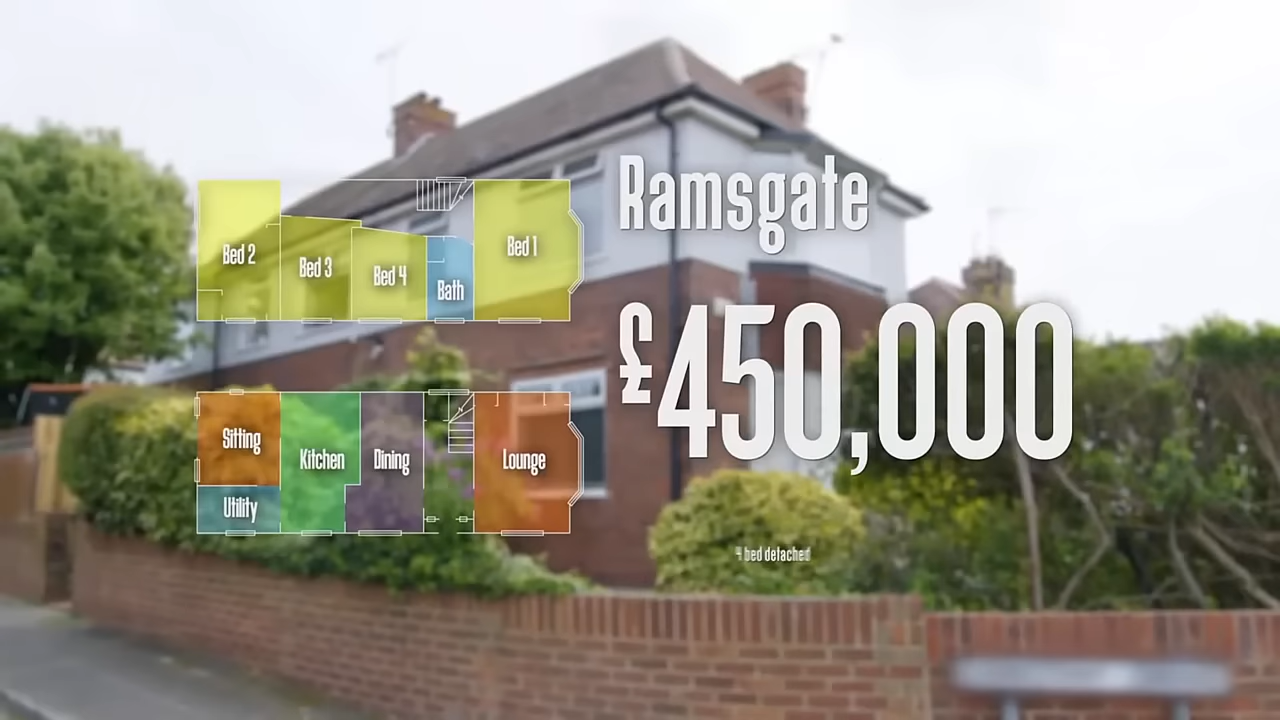 Ramsgate
£450,000
4 bed detached
Bed 2
Bed 3
Bed 4
Bath
Bed 1
Sitting
Kitchen
Dining
Lounge
Utility